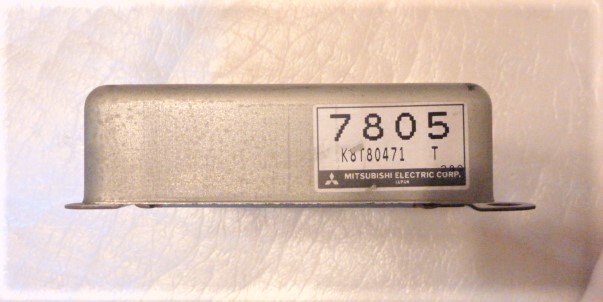 7805
K8T80471 T
MITSUBISHI ELECTRIC CORP.
JAPAN